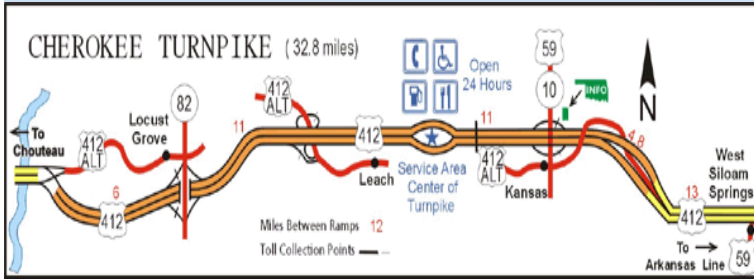 CHEROKEE TURNPIKE (32.8 miles)
Open
24 Hours
59
10
INFO
N
82
412
ALT
Locust
Grove
To
Chouteau
412
ALT
11
412
11
4.8
6
412
Leach
Service Area
Center of
Turnpike
412
ALT
Kansas
West
Siloam
Springs
13
412
Miles Between Ramps 12
Toll Collection Points
To
Arkansas Line
59